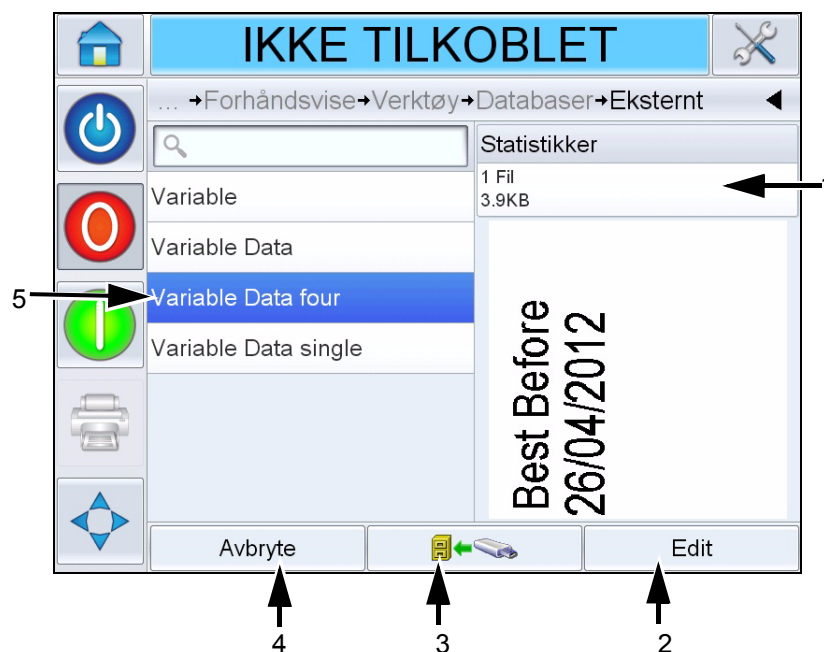 IKKE TILKOBLET
... →Forhåndsvise→Verktøy→Databaser→Eksternt
Statistikker
1 Fil
3.9KB
Variable
Variable Data
Variable Data four
Variable Data single
5
Best Before
26/04/2012
Avbryte
Edit
4
3
2